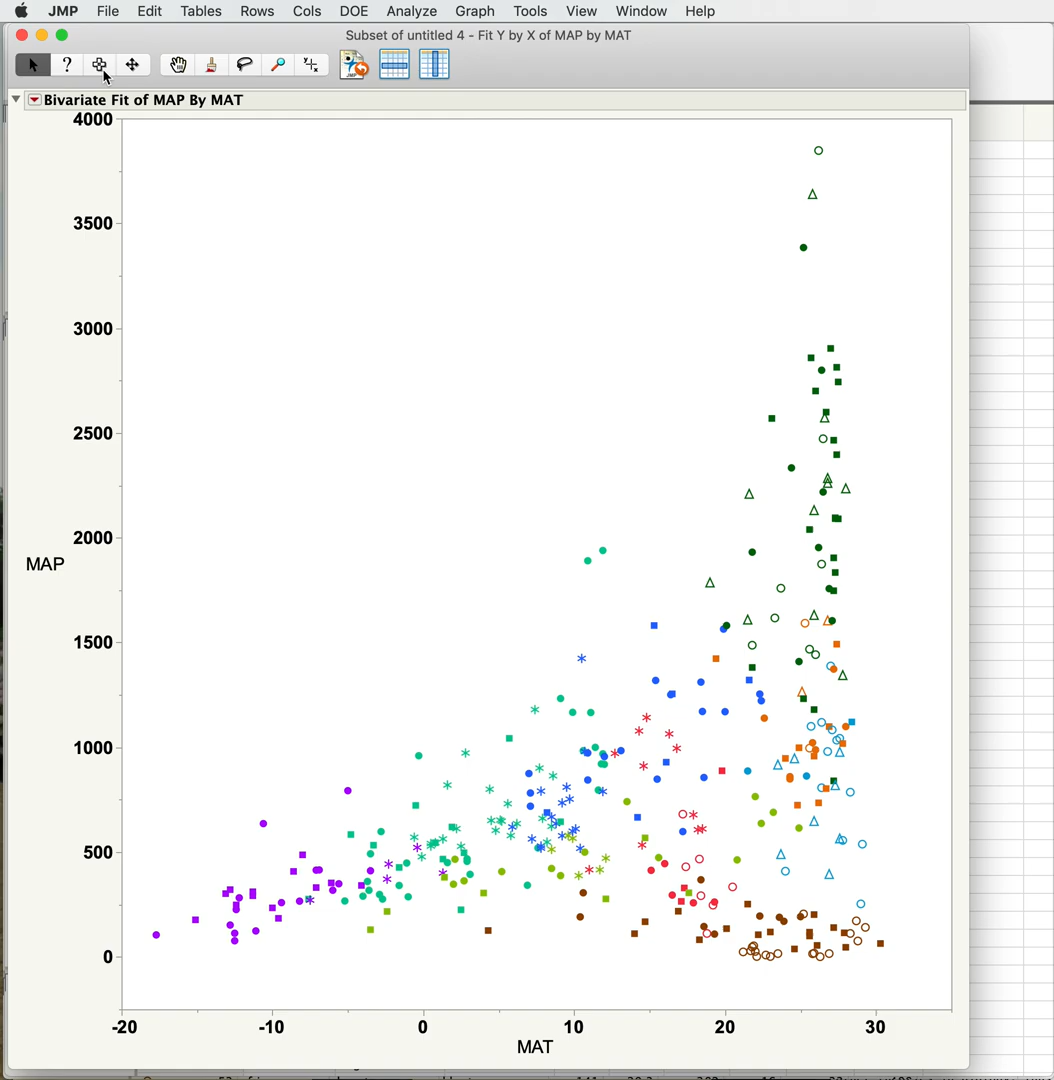 JMP File Edit Tables Rows Cols DOE Analyze Graph Tools View Window Help
Subset of untitled 4 - Fit Y by X of MAP by MAT
?
JMP
Bivariate Fit of MAP By MAT
4000
3500
3000
2500
2000
MAP
1500
1000
500
0
-20 -10 0 10 20 30
MAT